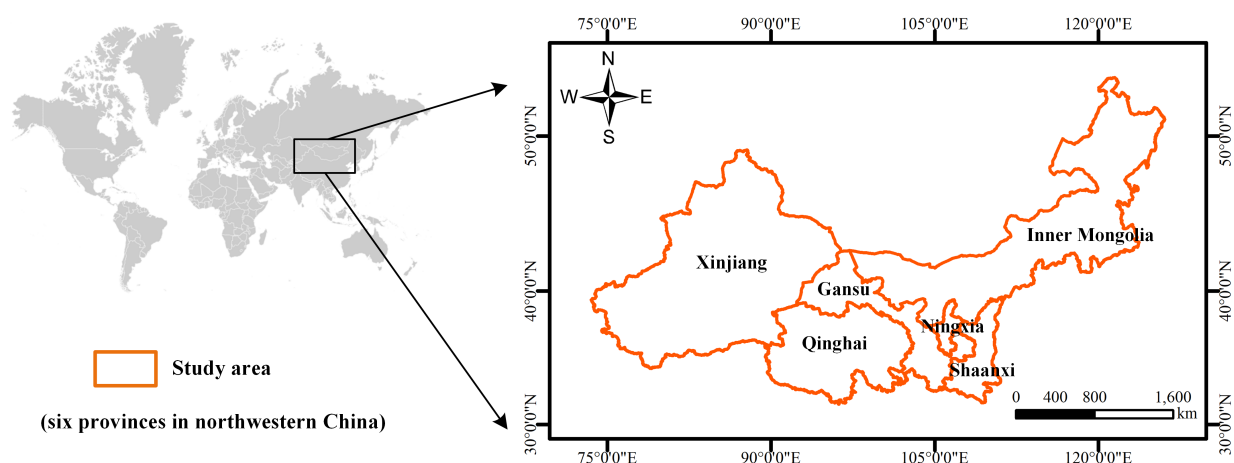 75°0'0"E 90°0'0"E 105°0'0"E 120°0'0"E
N
W E
S
50°0'0"N 50°0'0"N
Inner Mongolia
Xinjiang
Gansu
40°0'0"N 40°0'0"N
Ningxia
Qinghai
Shaanxi
Study area
0 400 800 1,600
km
(six provinces in northwestern China)
30°0'0"N 30°0'0"N
75°0'0"E 90°0'0"E 105°0'0"E 120°0'0"E